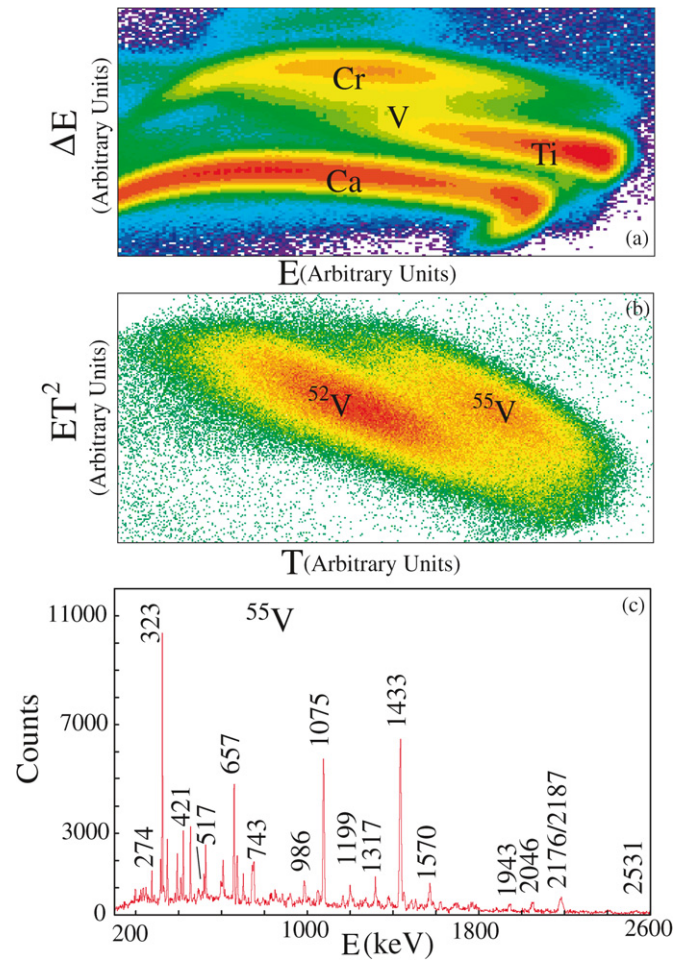 ΔE
(Arbitrary Units)
Cr
V
Ti
Ca
(a)
E(Arbitrary Units)
(b)
ET²
(Arbitrary Units)
⁵²V
⁵⁵V
T(Arbitrary Units)
(c)
⁵⁵V
Counts
11000
7000
3000
0
274
323
421
517
657
743
986
1075
1199
1317
1433
1570
1943
2046
2176/2187
2531
200
1000
1800
2600
E(keV)